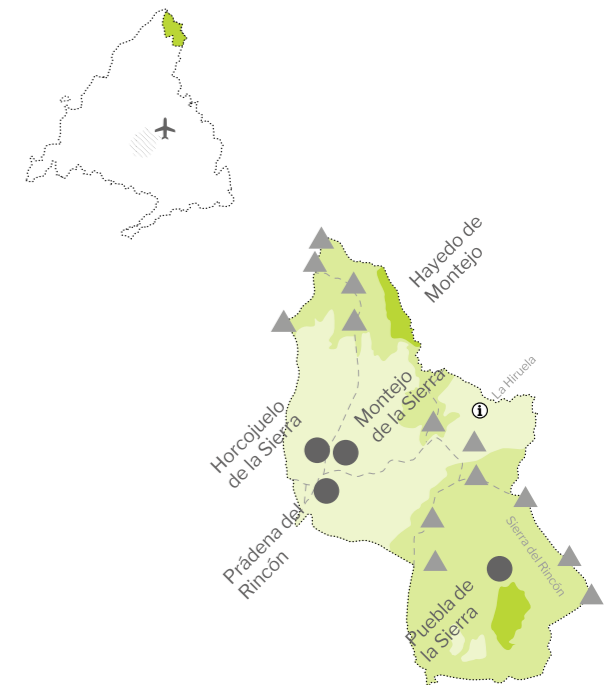 Hayedo de
Montejo
La Hiruela
i
Montejo
de la Sierra
Horcojuelo
de la Sierra
Prádena del
Rincón
Sierra del Rincón
Puebla de
la Sierra